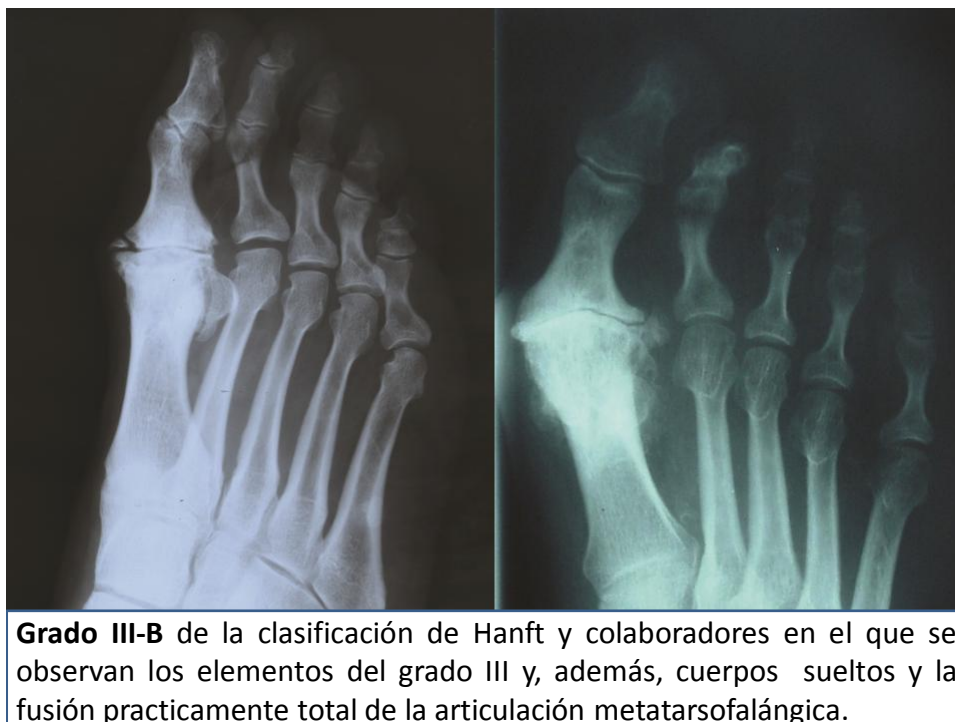 Grado III-B de la clasificación de Hanft y colaboradores en el que se
observan los elementos del grado III y, además, cuerpos sueltos y la
fusión practicamente total de la articulación metatarsofalángica.